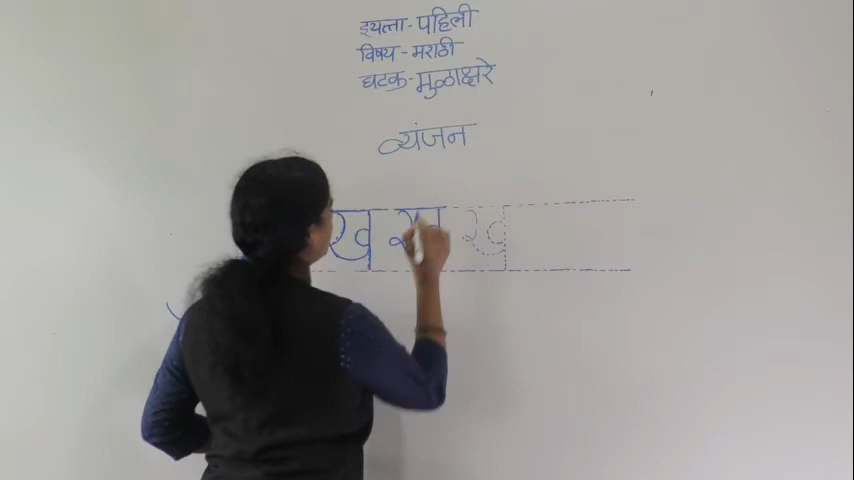 इयत्ता - पहिली
विषय - मराठी
घटक - मुळाक्षरे
व्यंजन
ख ख ख